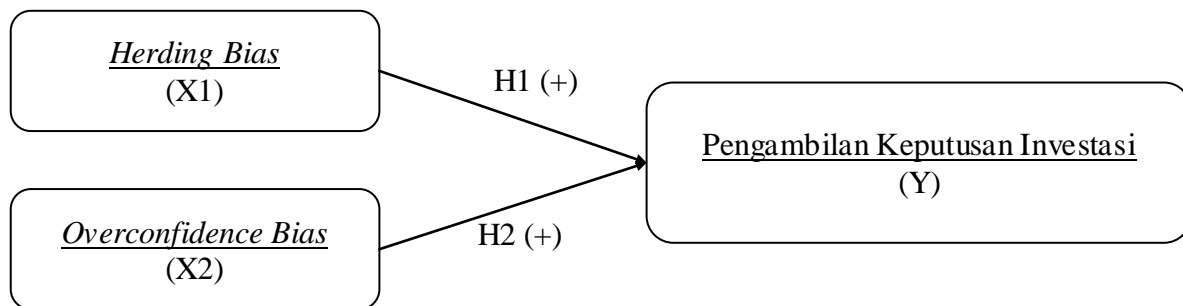 Herding Bias
(X1)
H1 (+)
Pengambilan Keputusan Investasi
(Y)
Overconfidence Bias
(X2)
H2 (+)